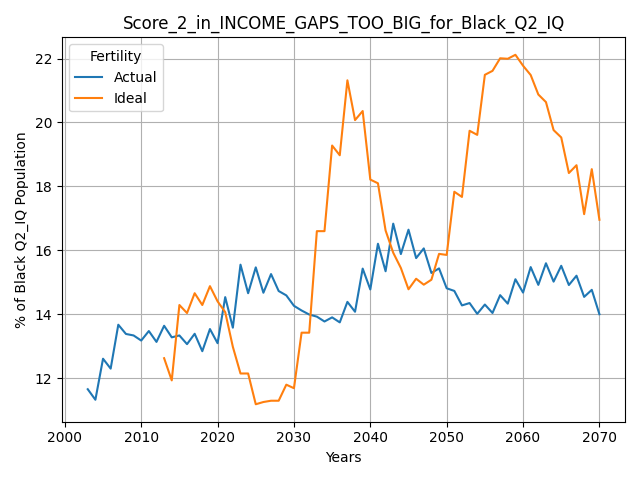 Score_2_in_INCOME_GAPS_TOO_BIG_for_Black_Q2_IQ
Fertility
Actual
Ideal
% of Black Q2_IQ Population
22
20
18
16
14
12
2000 2010 2020 2030 2040 2050 2060 2070
Years